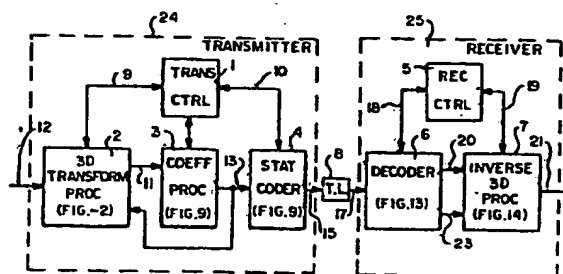 24
25
TRANSMITTER
RECEIVER
9
TRANS
CTRL
1
10
5
REC
CTRL
19
18
12
2
3
4
8
6
20
7
21
3D
TRANSFORM
PROC
(FIG.-2)
11
COEFF
PROC
(FIG.9)
13
STAT
CODER
(FIG.9)
15
T.L.
17
DECODER
(FIG.13)
23
INVERSE
3D PROC
(FIG.14)